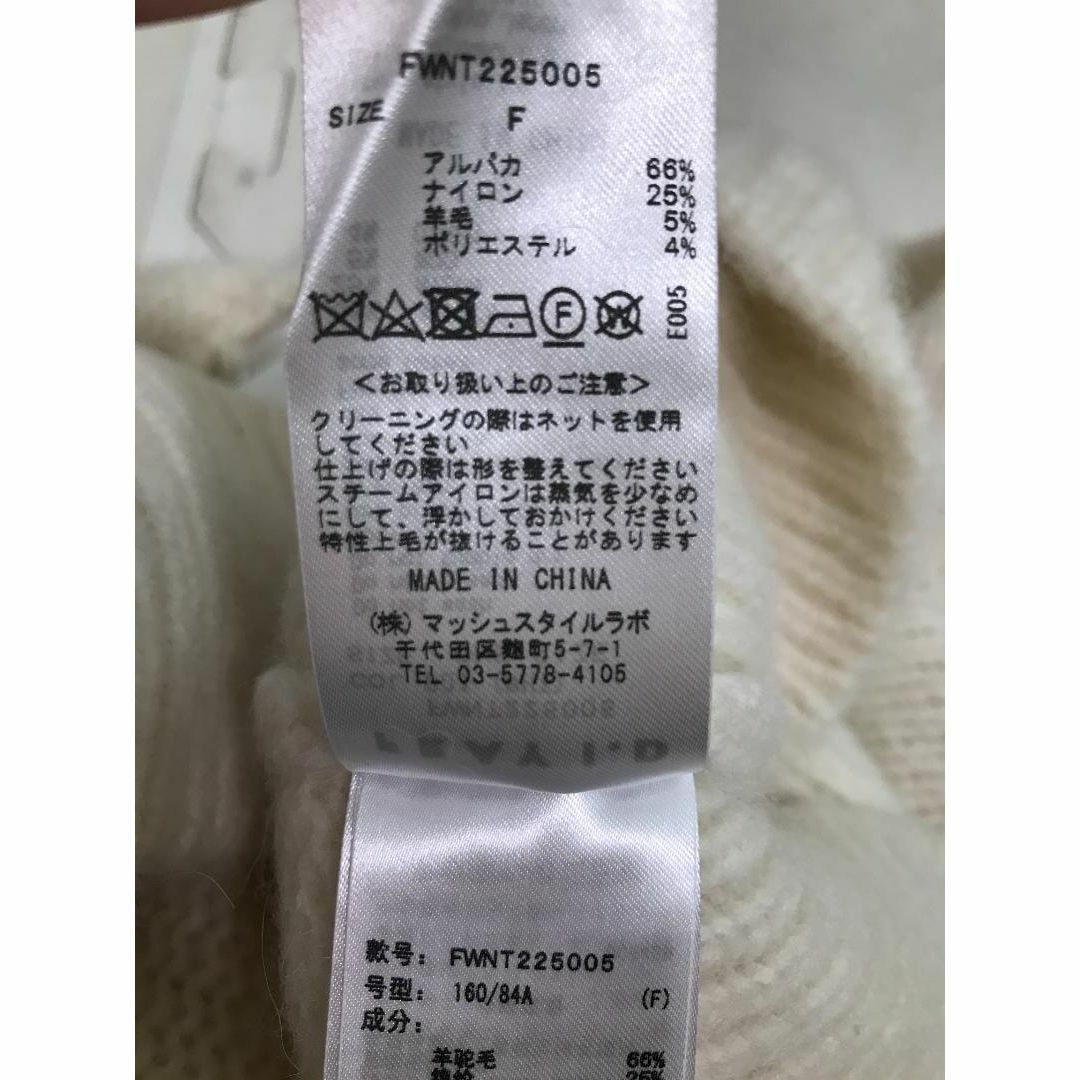 FWNT225005
SIZE F
アルパカ 66%
ナイロン 25%
羊毛 5%
ポリエステル 4%
F W E005
＜お取り扱い上のご注意＞
クリーニングの際はネットを使用
してください
仕上げの際は形を整えてください
スチームアイロンは蒸気を少なめ
にして、浮かしておかけください
特性上毛が抜けることがあります
MADE IN CHINA
(株)マッシュスタイルラボ
千代田区麹町5-7-1
TEL 03-5778-4105
款号: FWNT225005
号型: 160/84A (F)
成分:
羊驼毛 66%
锦纶 25%